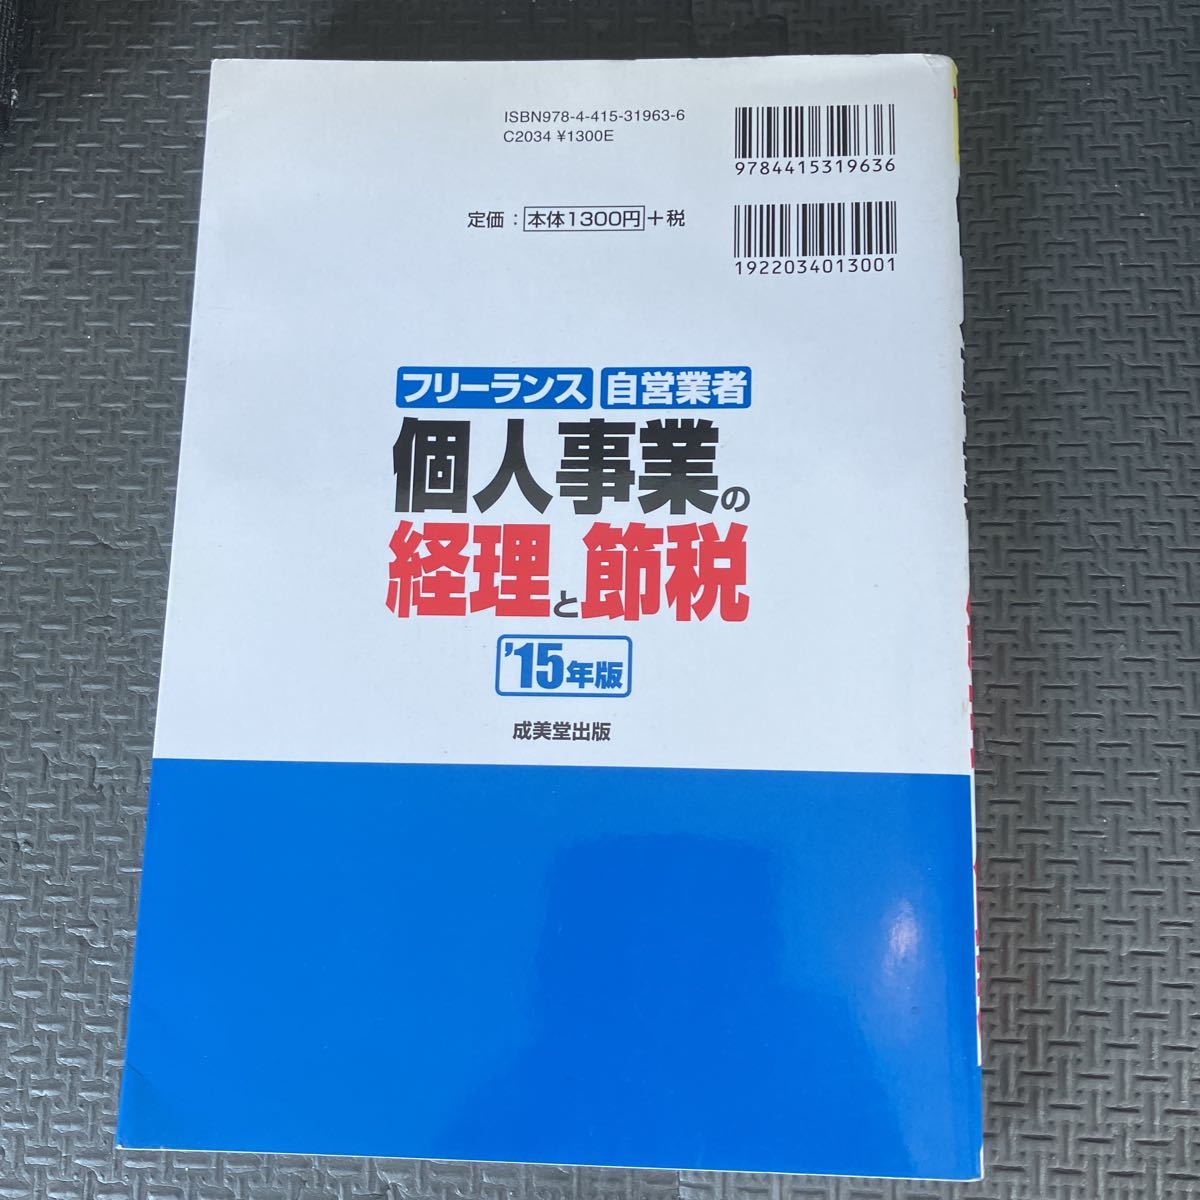 ISBN978-4-415-31963-6
C2034 ¥1300E
9784415319636
定価：本体1300円+税
1922034013001
フリーランス 自営業者
個人事業の
経理と節税
'15年版
成美堂出版